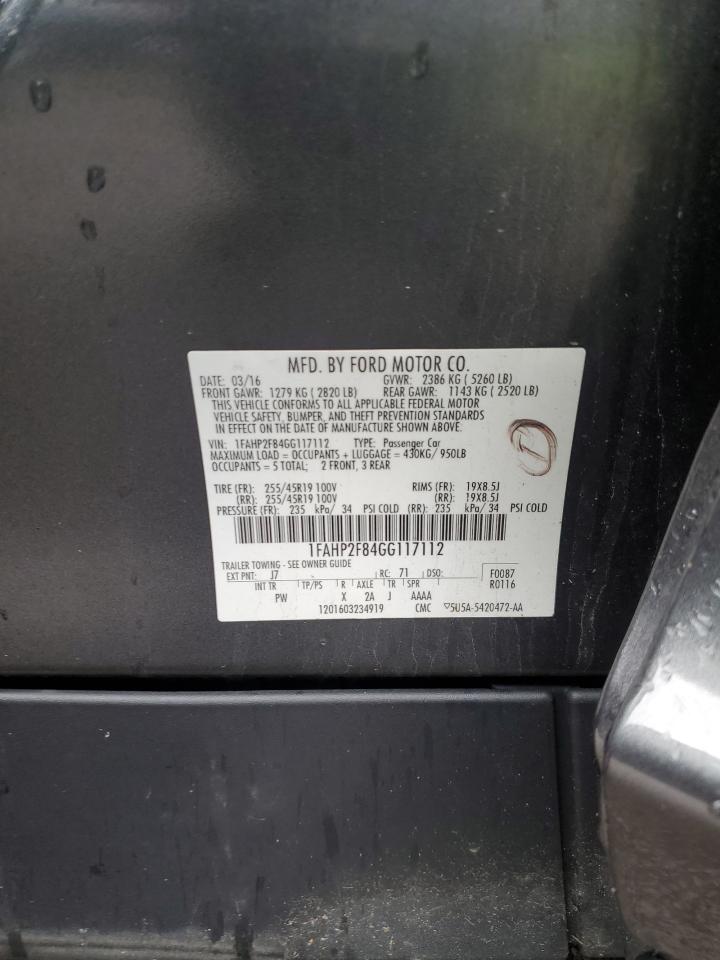 MFD. BY FORD MOTOR CO.
DATE: 03/16 GVWR: 2386 KG ( 5260 LB)
FRONT GAWR: 1279 KG ( 2820 LB) REAR GAWR: 1143 KG ( 2520 LB)
THIS VEHICLE CONFORMS TO ALL APPLICABLE FEDERAL MOTOR
VEHICLE SAFETY, BUMPER, AND THEFT PREVENTION STANDARDS
IN EFFECT ON THE DATE OF MANUFACTURE SHOWN ABOVE.
VIN: 1FAHP2F84GG117112 TYPE: Passenger Car
MAXIMUM LOAD = OCCUPANTS + LUGGAGE = 430KG/ 950LB
OCCUPANTS = 5 TOTAL; 2 FRONT, 3 REAR
TIRE (FR): 255/45R19 100V RIMS (FR): 19X8.5J
(RR): 255/45R19 100V (RR): 19X8.5J
PRESSURE (FR): 235 kPa/ 34 PSI COLD (RR): 235 kPa/ 34 PSI COLD
1FAHP2F84GG117112
TRAILER TOWING - SEE OWNER GUIDE
EXT PNT: J7 RC: 71 DSO: F0087
INT TR TP/PS R AXLE TR SPR R0116
PW X 2A J AAAA
1201603234919 CMC ▽5U5A-5420472-AA